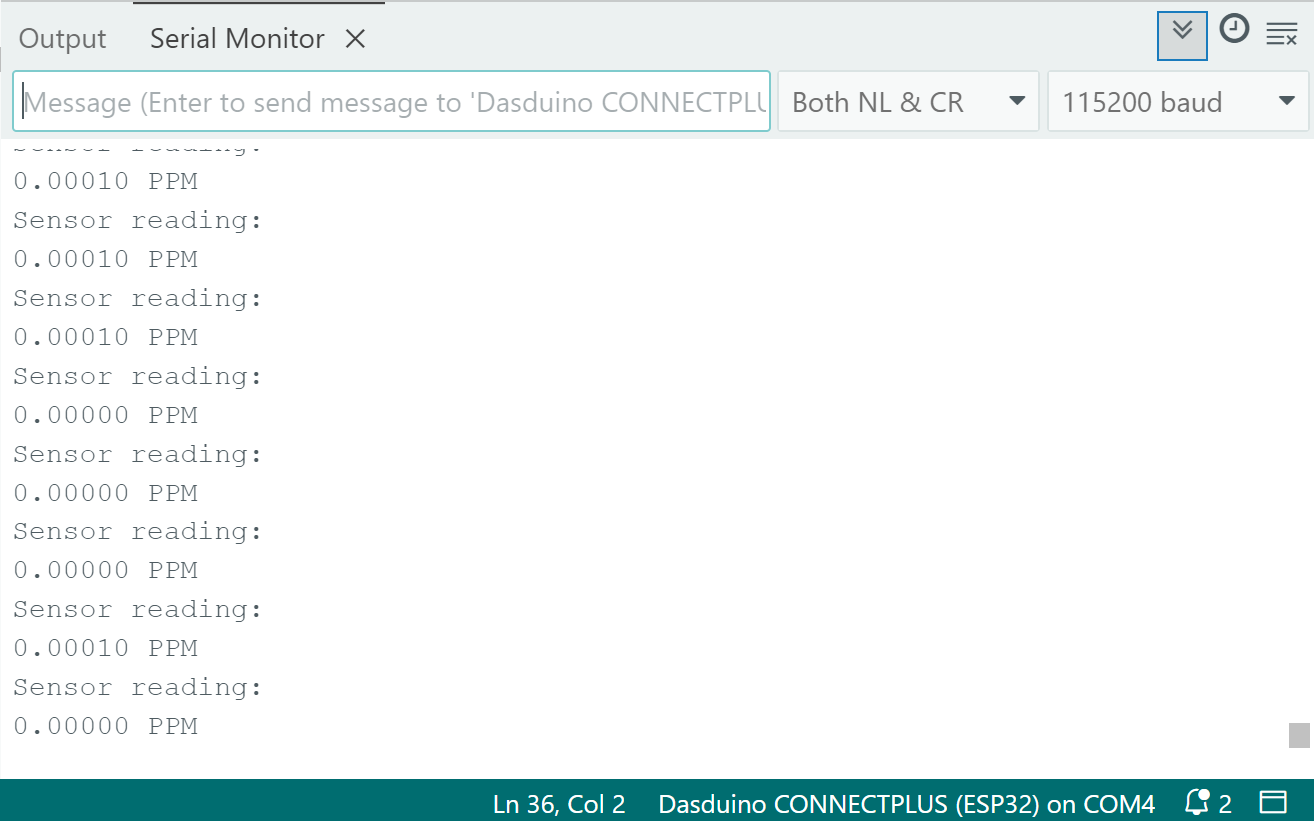 Output
Serial Monitor
Message (Enter to send message to 'Dasduino CONNECTPLU
Both NL & CR
115200 baud
Sensor reading:
0.00010 PPM
Sensor reading:
0.00010 PPM
Sensor reading:
0.00010 PPM
Sensor reading:
0.00000 PPM
Sensor reading:
0.00000 PPM
Sensor reading:
0.00000 PPM
Sensor reading:
0.00010 PPM
Sensor reading:
0.00000 PPM
Ln 36, Col 2
Dasduino CONNECTPLUS (ESP32) on COM4
2